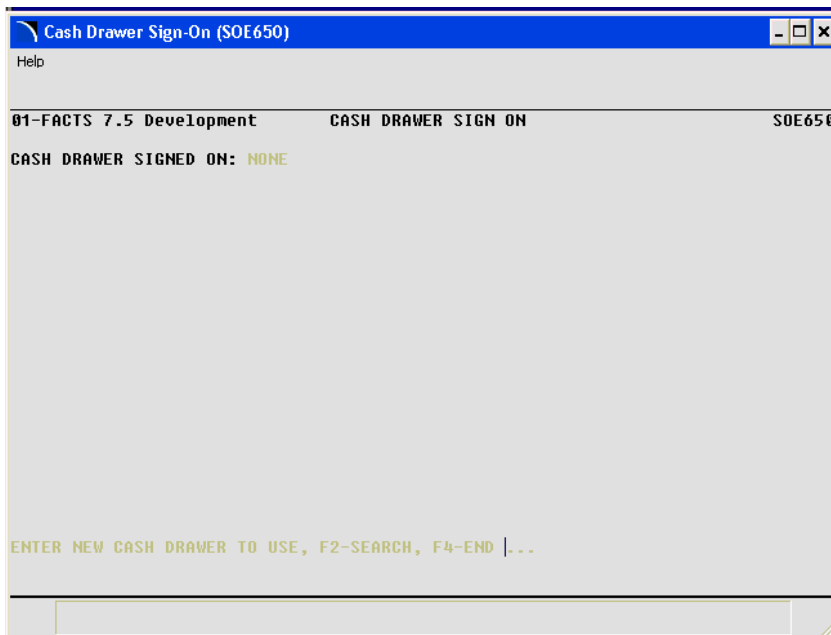 Cash Drawer Sign-On (SOE650)
Help
01-FACTS 7.5 Development CASH DRAWER SIGN ON SOE650
CASH DRAWER SIGNED ON: NONE
ENTER NEW CASH DRAWER TO USE, F2-SEARCH, F4-END ...